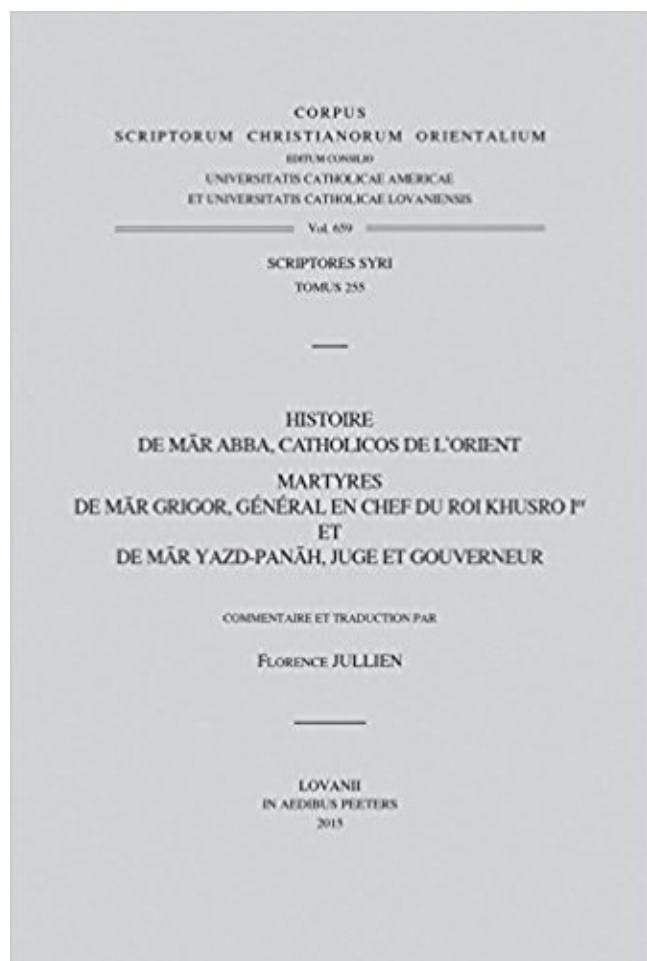 CORPUS
SCRIPTORUM CHRISTIANORUM ORIENTALIUM
EDITUM CONSILIO
UNIVERSITATIS CATHOLICAE AMERICAE
ET UNIVERSITATIS CATHOLICAE LOVANIENSIS
Vol. 659
SCRIPTORES SYRI
TOMUS 255
HISTOIRE
DE MĀR ABBA, CATHOLICOS DE L'ORIENT
MARTYRES
DE MĀR GRIGOR, GÉNÉRAL EN CHEF DU ROI KHUSRO Ier
ET
DE MĀR YAZD-PANĀH, JUGE ET GOUVERNEUR
COMMENTAIRE ET TRADUCTION PAR
FLORENCE JULLIEN
LOVANII
IN AEDIBUS PEETERS
2015